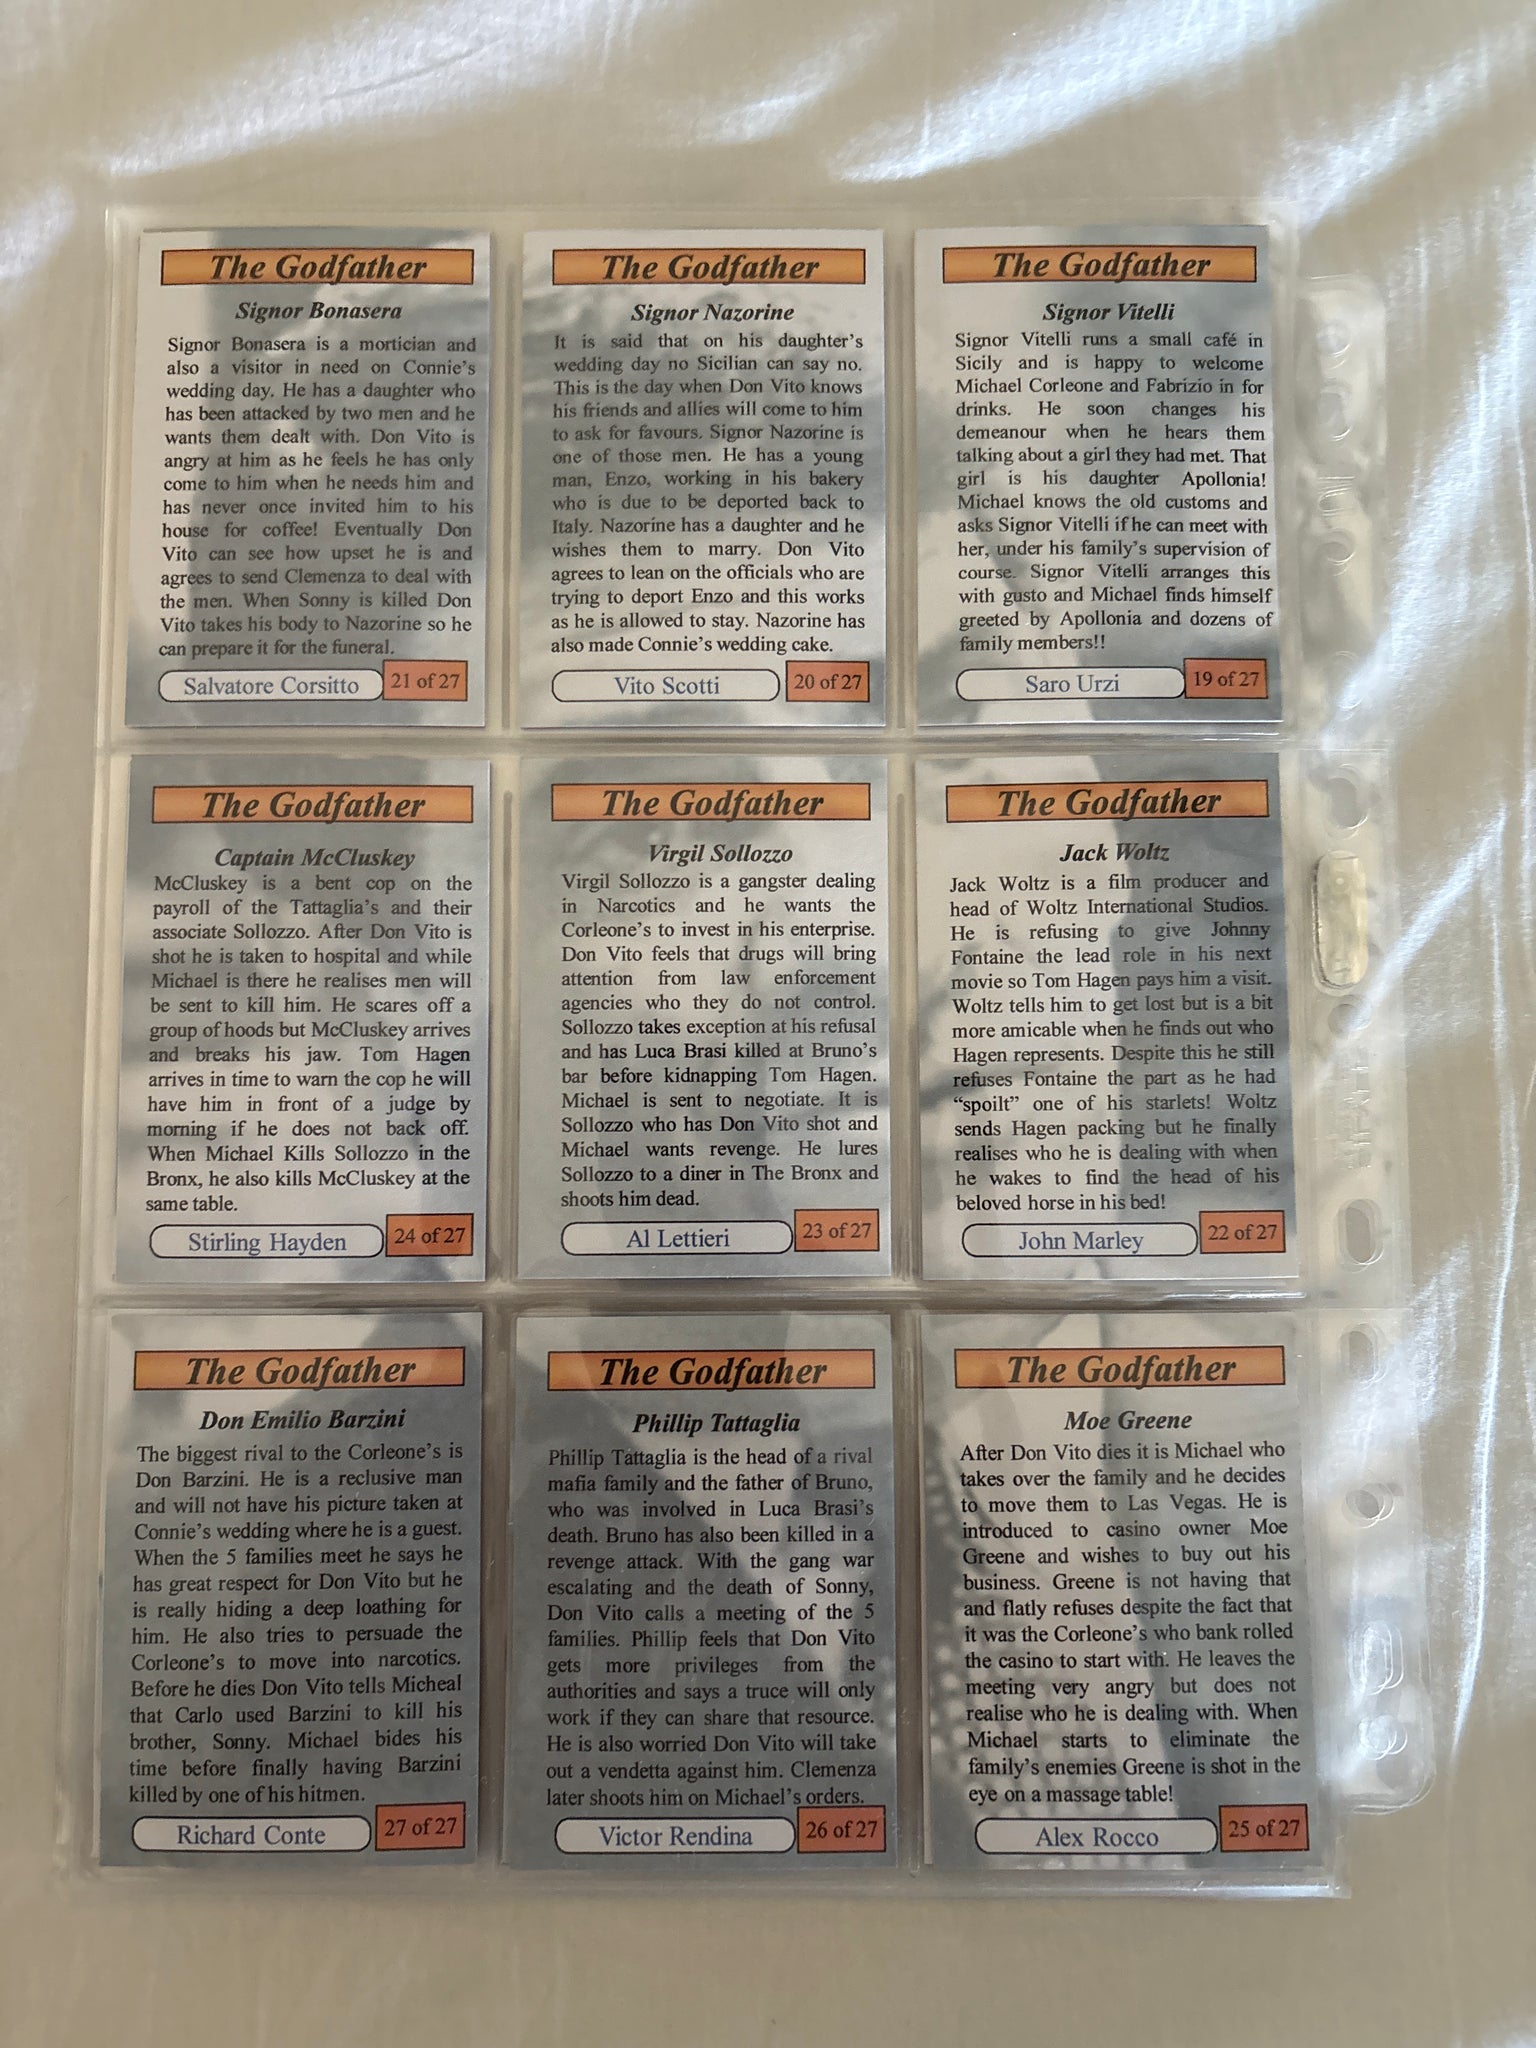 The Godfather
Signor Bonasera
Signor Bonasera is a mortician and
also a visitor in need on Connie's
wedding day. He has a daughter who
has been attacked by two men and he
wants them dealt with. Don Vito is
angry at him as he feels he has only
come to him when he needs him and
has never once invited him to his
house for coffee! Eventually Don
Vito can see how upset he is and
agrees to send Clemenza to deal with
the men. When Sonny is killed Don
Vito takes his body to Nazorine so he
can prepare it for the funeral.
Salvatore Corsitto
21 of 27
The Godfather
Signor Nazorine
It is said that on his daughter's
wedding day no Sicilian can say no.
This is the day when Don Vito knows
his friends and allies will come to him
to ask for favours. Signor Nazorine is
one of those men. He has a young
man, Enzo, working in his bakery
who is due to be deported back to
Italy. Nazorine has a daughter and he
wishes them to marry. Don Vito
agrees to lean on the officials who are
trying to deport Enzo and this works
as he is allowed to stay. Nazorine has
also made Connie's wedding cake.
Vito Scotti
20 of 27
The Godfather
Signor Vitelli
Signor Vitelli runs a small café in
Sicily and is happy to welcome
Michael Corleone and Fabrizio in for
drinks. He soon changes his
demeanour when he hears them
talking about a girl they had met. That
girl is his daughter Apollonia!
Michael knows the old customs and
asks Signor Vitelli if he can meet with
her, under his family's supervision of
course. Signor Vitelli arranges this
with gusto and Michael finds himself
greeted by Apollonia and dozens of
family members!!
Saro Urzi
19 of 27
The Godfather
Captain McCluskey
McCluskey is a bent cop on the
payroll of the Tattaglia's and their
associate Sollozzo. After Don Vito is
shot he is taken to hospital and while
Michael is there he realises men will
be sent to kill him. He scares off a
group of hoods but McCluskey arrives
and breaks his jaw. Tom Hagen
arrives in time to warn the cop he will
have him in front of a judge by
morning if he does not back off.
When Michael Kills Sollozzo in the
Bronx, he also kills McCluskey at the
same table.
Stirling Hayden
24 of 27
The Godfather
Virgil Sollozzo
Virgil Sollozzo is a gangster dealing
in Narcotics and he wants the
Corleone's to invest in his enterprise.
Don Vito feels that drugs will bring
attention from law enforcement
agencies who they do not control.
Sollozzo takes exception at his refusal
and has Luca Brasi killed at Bruno's
bar before kidnapping Tom Hagen.
Michael is sent to negotiate. It is
Sollozzo who has Don Vito shot and
Michael wants revenge. He lures
Sollozzo to a diner in The Bronx and
shoots him dead.
Al Lettieri
23 of 27
The Godfather
Jack Woltz
Jack Woltz is a film producer and
head of Woltz International Studios.
He is refusing to give Johnny
Fontaine the lead role in his next
movie so Tom Hagen pays him a visit.
Woltz tells him to get lost but is a bit
more amicable when he finds out who
Hagen represents. Despite this he still
refuses Fontaine the part as he had
“spoilt” one of his starlets! Woltz
sends Hagen packing but he finally
realises who he is dealing with when
he wakes to find the head of his
beloved horse in his bed!
John Marley
22 of 27
The Godfather
Don Emilio Barzini
The biggest rival to the Corleone's is
Don Barzini. He is a reclusive man
and will not have his picture taken at
Connie's wedding where he is a guest.
When the 5 families meet he says he
has great respect for Don Vito but he
is really hiding a deep loathing for
him. He also tries to persuade the
Corleone's to move into narcotics.
Before he dies Don Vito tells Micheal
that Carlo used Barzini to kill his
brother, Sonny. Michael bides his
time before finally having Barzini
killed by one of his hitmen.
Richard Conte
27 of 27
The Godfather
Phillip Tattaglia
Phillip Tattaglia is the head of a rival
mafia family and the father of Bruno,
who was involved in Luca Brasi's
death. Bruno has also been killed in a
revenge attack. With the gang war
escalating and the death of Sonny,
Don Vito calls a meeting of the 5
families. Phillip feels that Don Vito
gets more privileges from the
authorities and says a truce will only
work if they can share that resource.
He is also worried Don Vito will take
out a vendetta against him. Clemenza
later shoots him on Michael's orders.
Victor Rendina
26 of 27
The Godfather
Moe Greene
After Don Vito dies it is Michael who
takes over the family and he decides
to move them to Las Vegas. He is
introduced to casino owner Moe
Greene and wishes to buy out his
business. Greene is not having that
and flatly refuses despite the fact that
it was the Corleone's who bank rolled
the casino to start with. He leaves the
meeting very angry but does not
realise who he is dealing with. When
Michael starts to eliminate the
family's enemies Greene is shot in the
eye on a massage table!
Alex Rocco
25 of 27